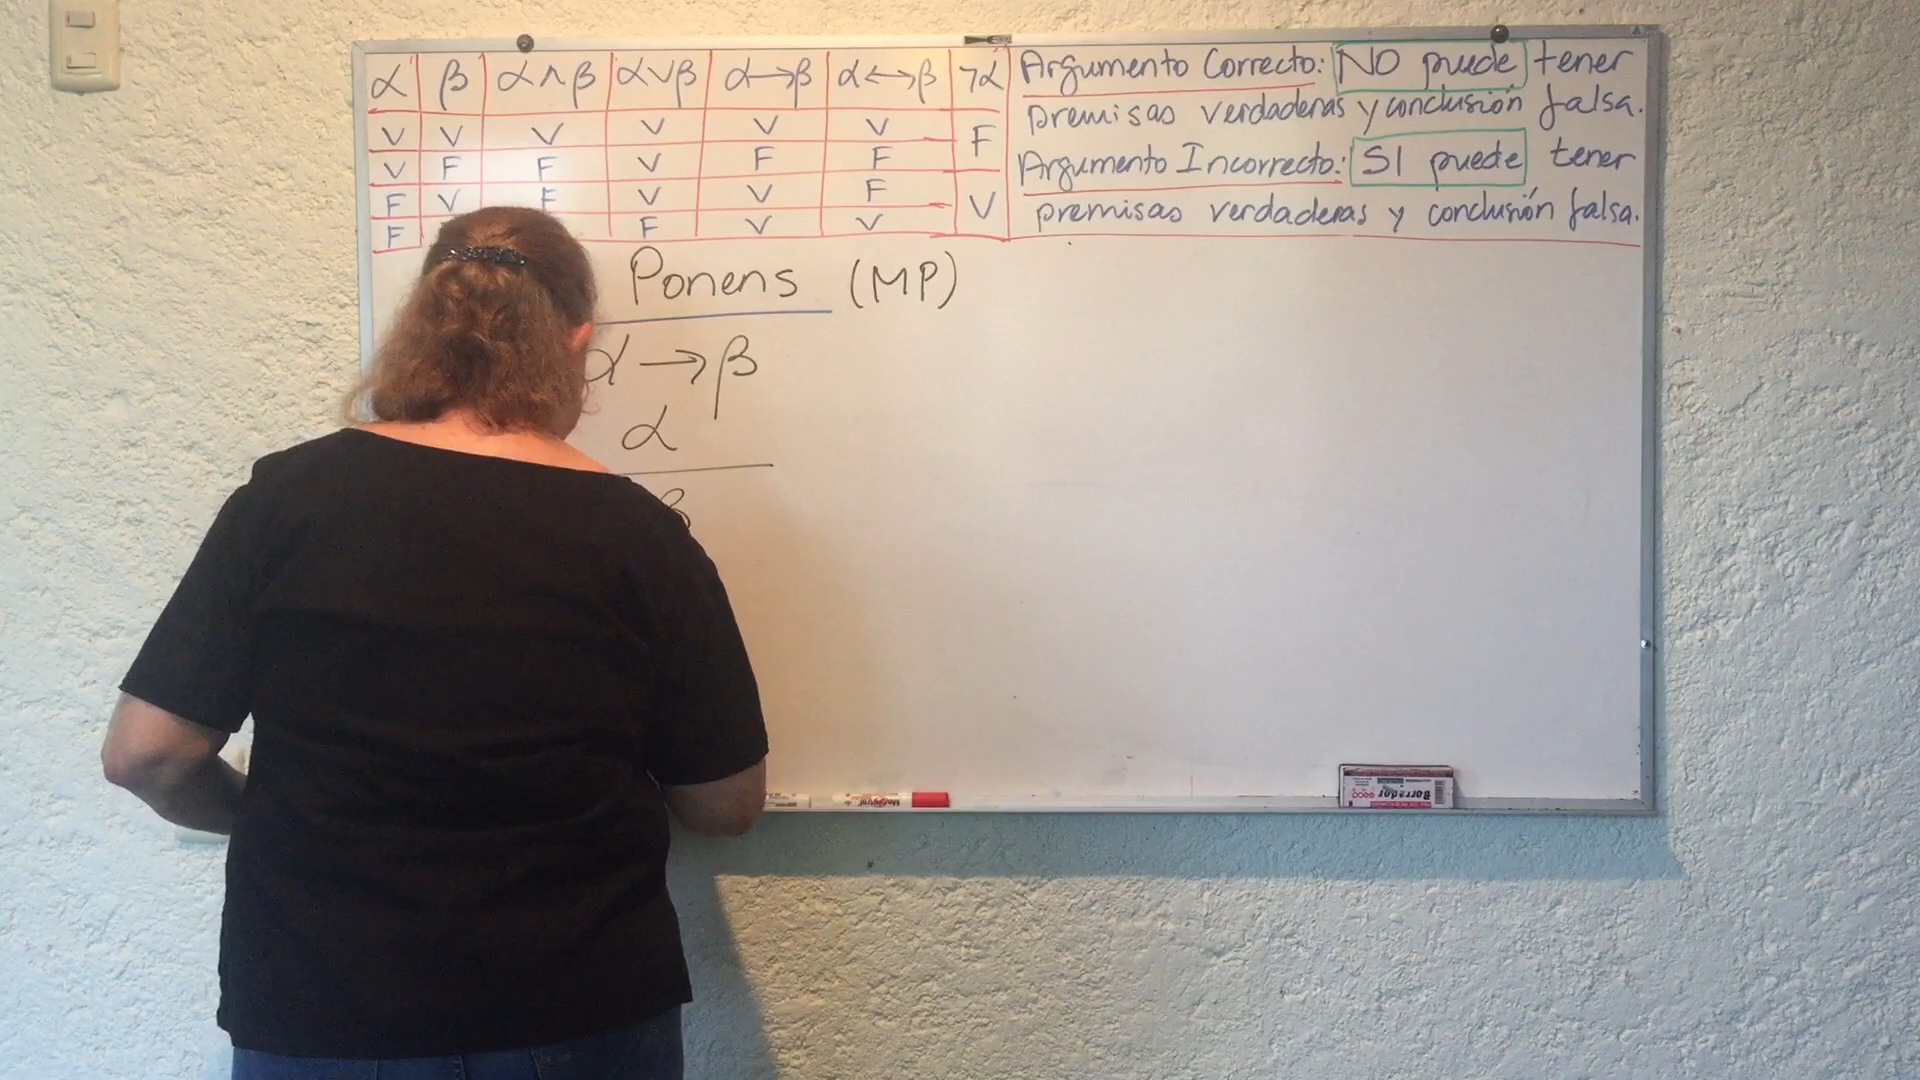 α β α∧β α∨β α→β α↔β ¬α
V V V V V V F
V F F V F F
F V F V V F V
F F V V
Argumento Correcto: NO puede tener
premisas verdaderas y conclusión falsa.
Argumento Incorrecto: SI puede tener
premisas verdaderas y conclusión falsa.
Ponens (MP)
α→β
α
β
Borrador